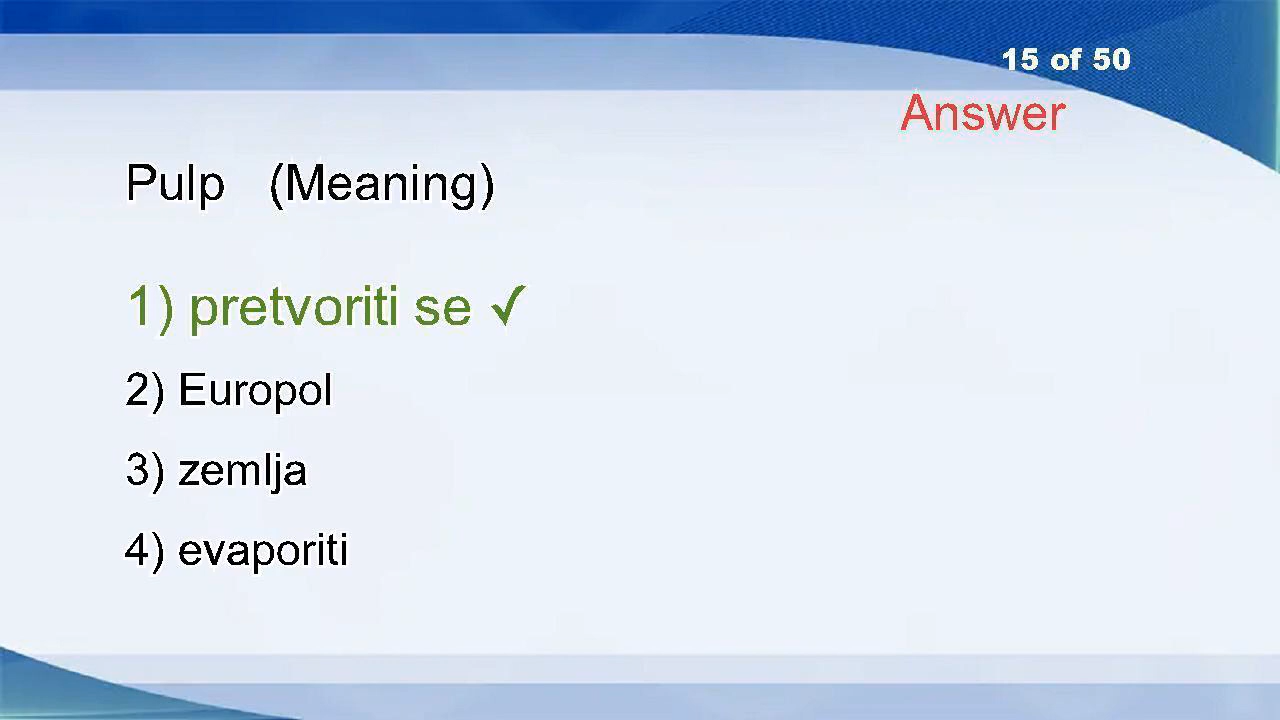 15 of 50
Answer
Pulp (Meaning)
1) pretvoriti se ✓
2) Europol
3) zemlja
4) evaporiti